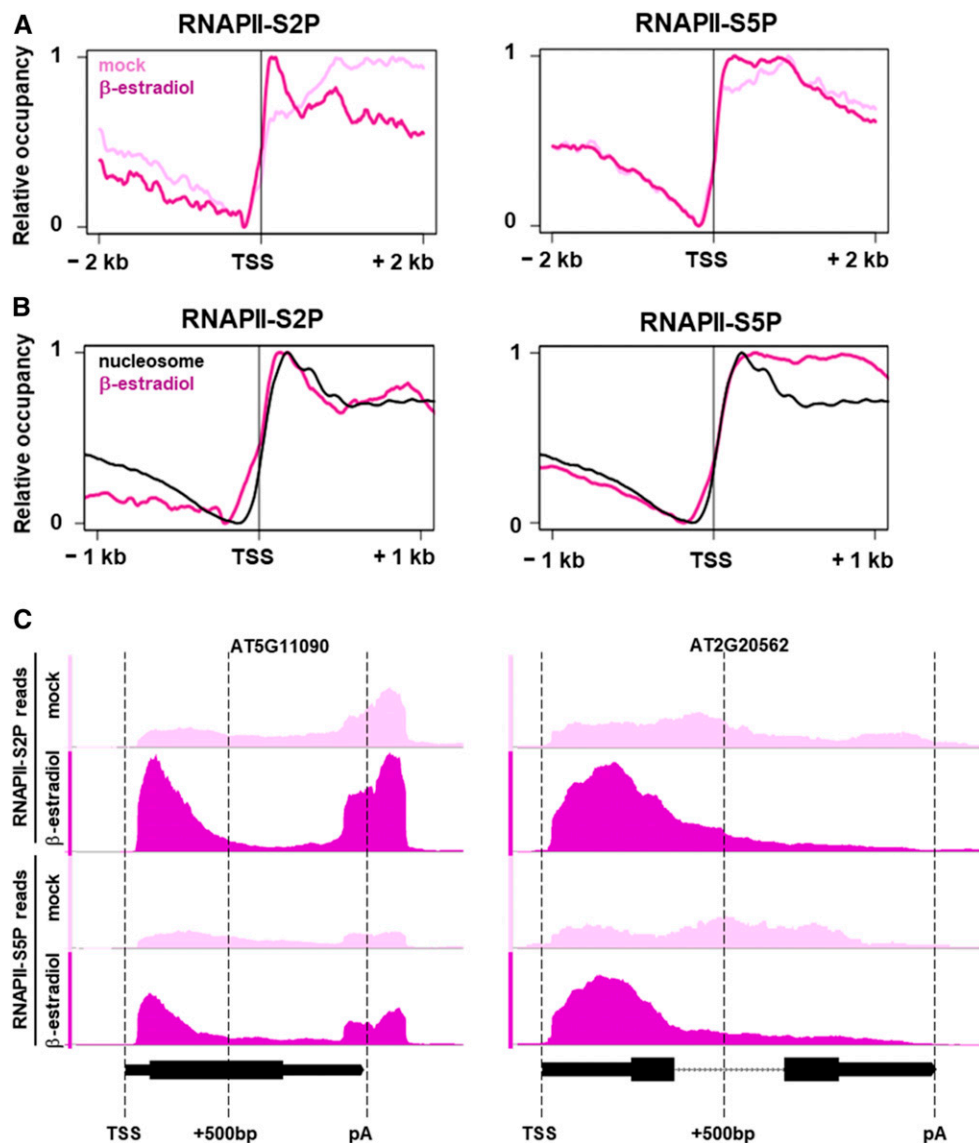 A
RNAPII-S2P
RNAPII-S5P
Relative occupancy
1
0
mock
β-estradiol
− 2 kb
TSS
+ 2 kb
1
0
− 2 kb
TSS
+ 2 kb
B
RNAPII-S2P
RNAPII-S5P
Relative occupancy
1
0
nucleosome
β-estradiol
− 1 kb
TSS
+ 1 kb
1
0
− 1 kb
TSS
+ 1 kb
C
AT5G11090
AT2G20562
RNAPII-S2P reads
mock
β-estradiol
RNAPII-S5P reads
mock
β-estradiol
TSS
+500bp
pA
TSS
+500bp
pA